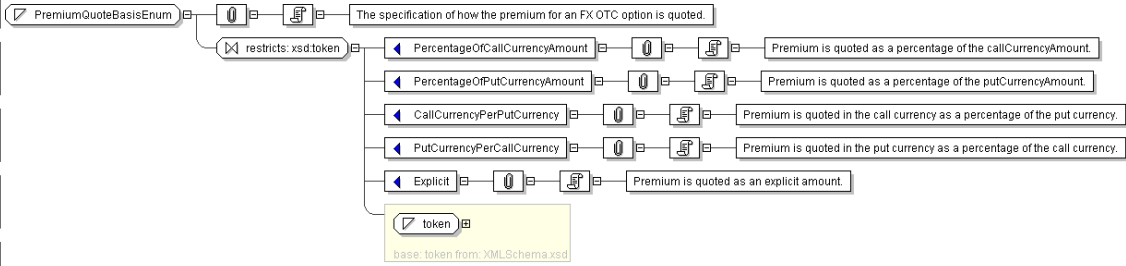 PremiumQuoteBasisEnum The specification of how the premium for an FX OTC option is quoted.
restricts: xsd:token PercentageOfCallCurrencyAmount Premium is quoted as a percentage of the callCurrencyAmount.
PercentageOfPutCurrencyAmount Premium is quoted as a percentage of the putCurrencyAmount.
CallCurrencyPerPutCurrency Premium is quoted in the call currency as a percentage of the put currency.
PutCurrencyPerCallCurrency Premium is quoted in the put currency as a percentage of the call currency.
Explicit Premium is quoted as an explicit amount.
token
base: token from: XMLSchema.xsd